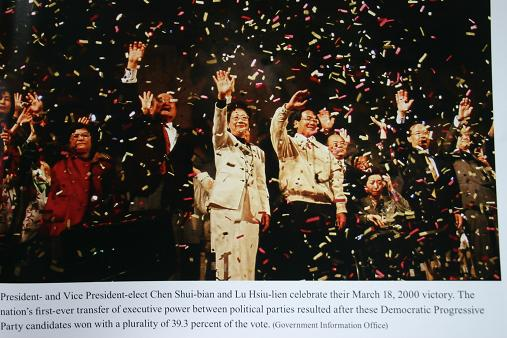 President- and Vice President-elect Chen Shui-bian and Lu Hsiu-lien celebrate their March 18, 2000 victory. The
nation's first-ever transfer of executive power between political parties resulted after these Democratic Progressive
Party candidates won with a plurality of 39.3 percent of the vote. (Government Information Office)